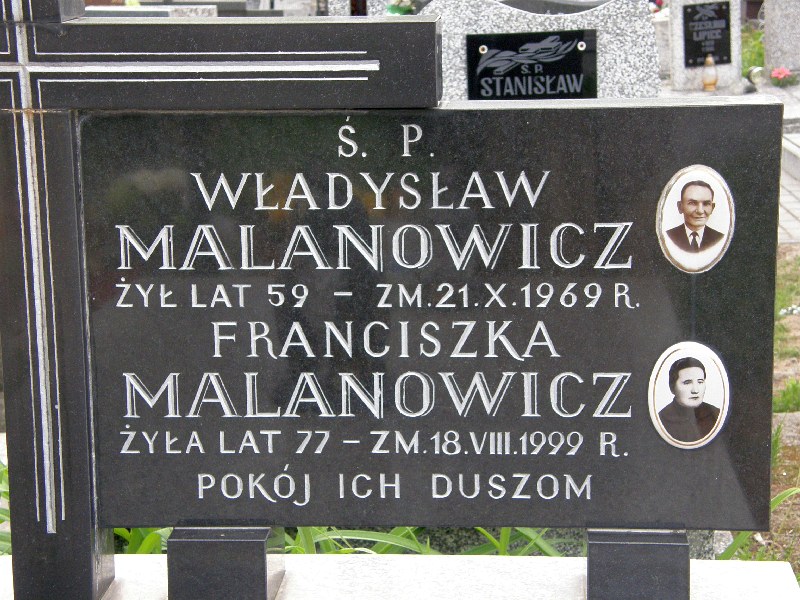 Ś. P.
STANISŁAW
LIPIEC
Ś. P.
WŁADYSŁAW
MALANOWICZ
ŻYŁ LAT 59 – ZM. 21. X. 1969 R.
FRANCISZKA
MALANOWICZ
ŻYŁA LAT 77 – ZM. 18. VIII. 1999 R.
POKÓJ ICH DUSZOM